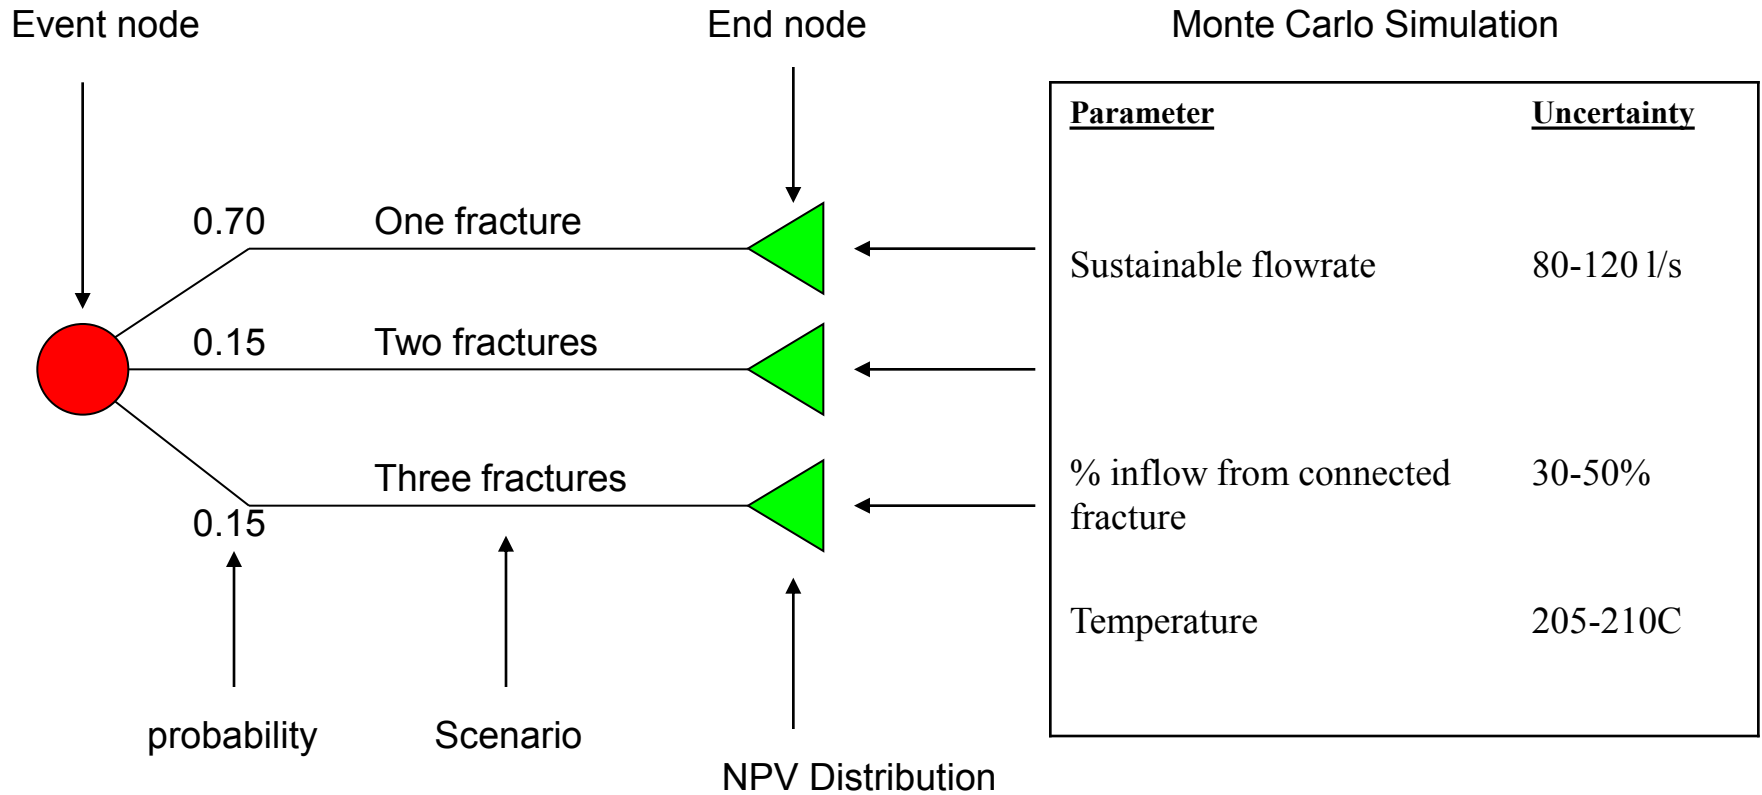 Event node
End node
Monte Carlo Simulation
Parameter Uncertainty
0.70 One fracture
Sustainable flowrate 80-120 l/s
0.15 Two fractures
Three fractures
0.15
% inflow from connected 30-50%
fracture
Temperature 205-210C
probability
Scenario
NPV Distribution